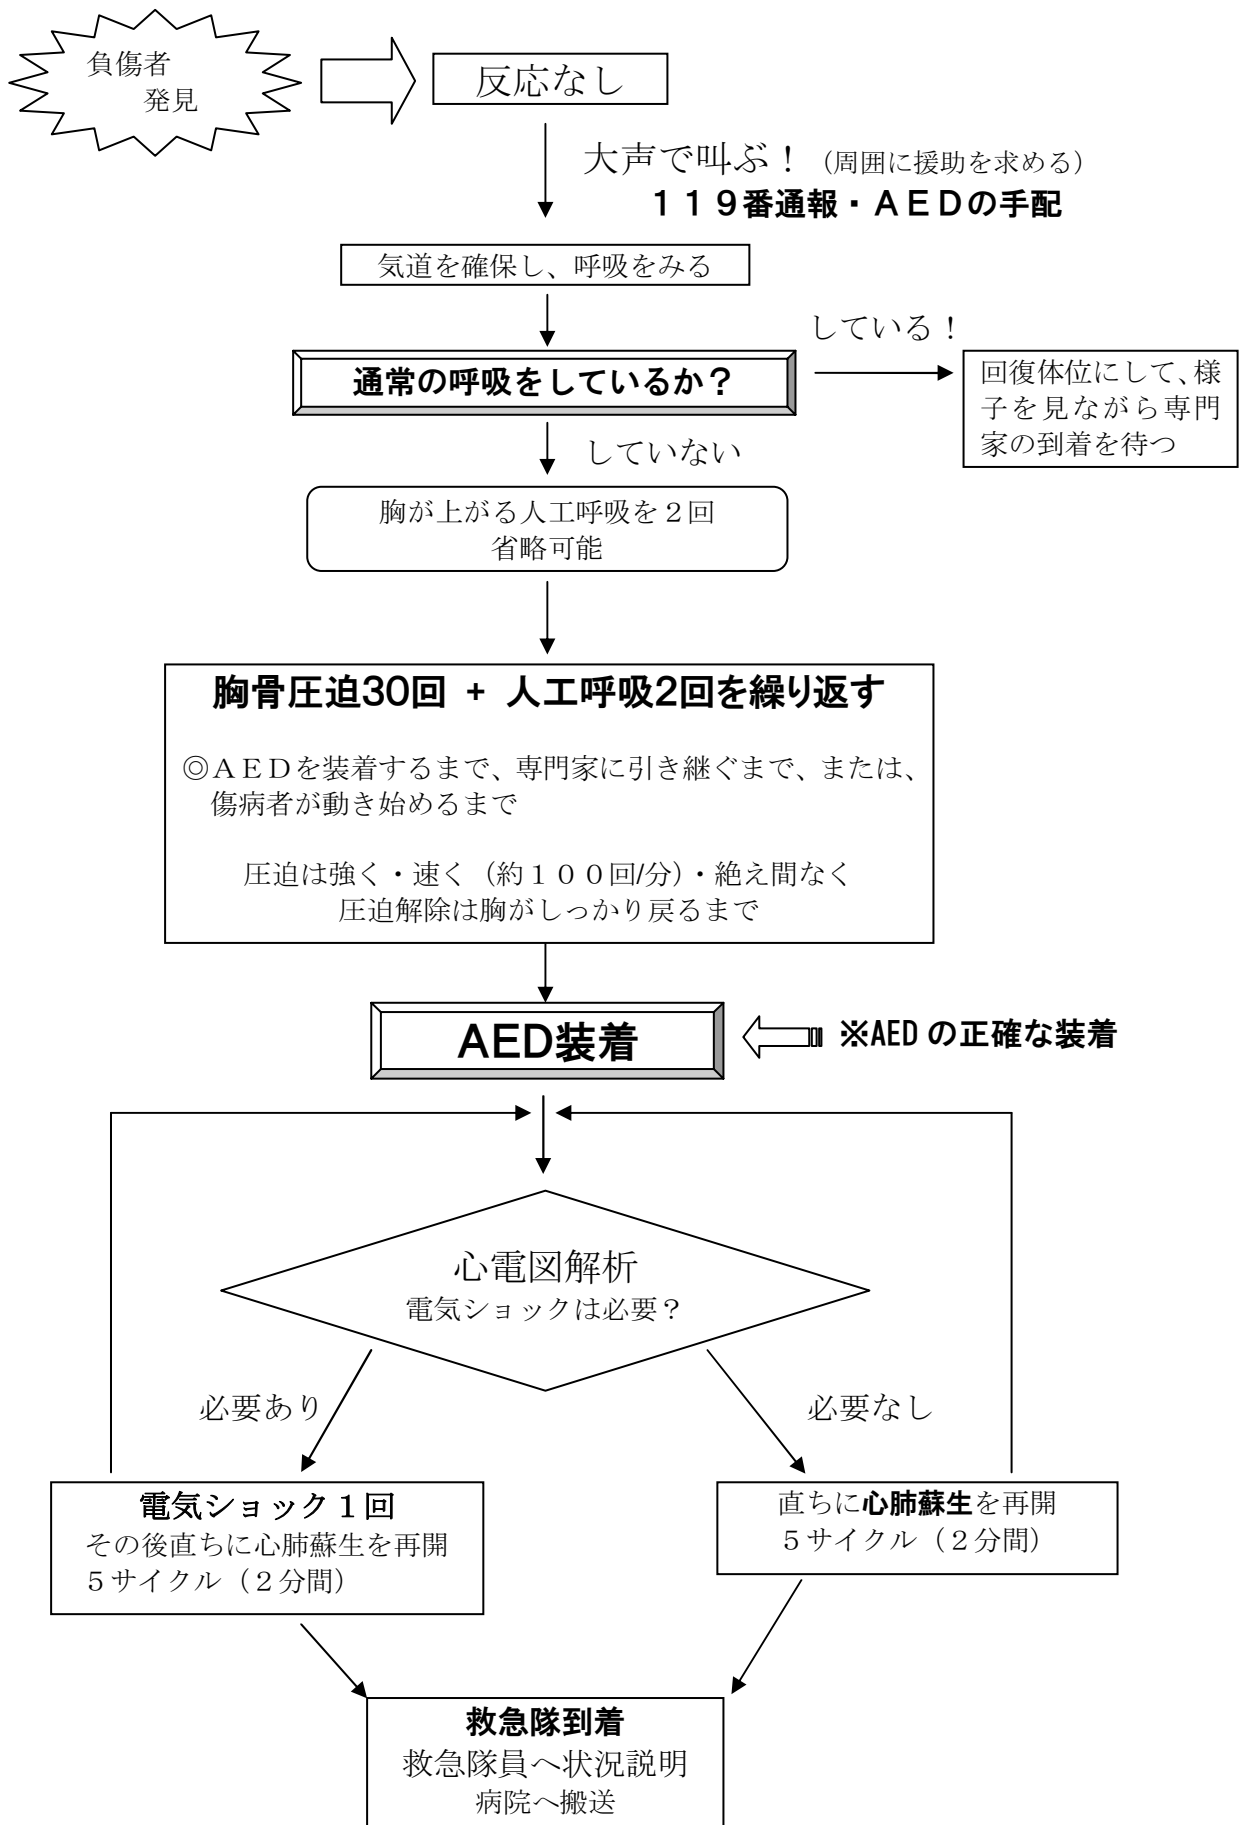 負傷者
発見
反応なし
大声で叫ぶ！（周囲に援助を求める）
１１９番通報・ＡＥＤの手配
気道を確保し、呼吸をみる
している！
通常の呼吸をしているか？
回復体位にして、様
子を見ながら専門
家の到着を待つ
していない
胸が上がる人工呼吸を２回
省略可能
胸骨圧迫30回 + 人工呼吸2回を繰り返す
◎ＡＥＤを装着するまで、専門家に引き継ぐまで、または、
傷病者が動き始めるまで
圧迫は強く・速く（約１００回/分）・絶え間なく
圧迫解除は胸がしっかり戻るまで
AED装着
※AED の正確な装着
心電図解析
電気ショックは必要？
必要あり
必要なし
電気ショック１回
その後直ちに心肺蘇生を再開
５サイクル（２分間）
直ちに心肺蘇生を再開
５サイクル（２分間）
救急隊到着
救急隊員へ状況説明
病院へ搬送